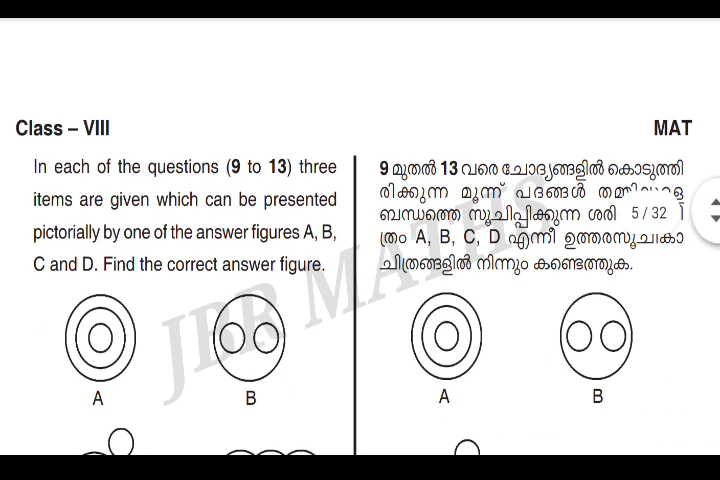 Class – VIII
MAT
In each of the questions (9 to 13) three
items are given which can be presented
pictorially by one of the answer figures A, B,
C and D. Find the correct answer figure.
A
B
9 മുതൽ 13 വരെ ചോദ്യങ്ങളിൽ കൊടുത്തി
രിക്കുന്ന മൂന്ന് പദങ്ങൾ
ബന്ധത്തെ സൂചിപ്പിക്കുന്ന ശരി
5 / 32
ത്രം A, B, C, D എന്നീ ഉത്തരസൂചകാ
ചിത്രങ്ങളിൽ നിന്നും കണ്ടെത്തുക.
A
B
JBR MATHS